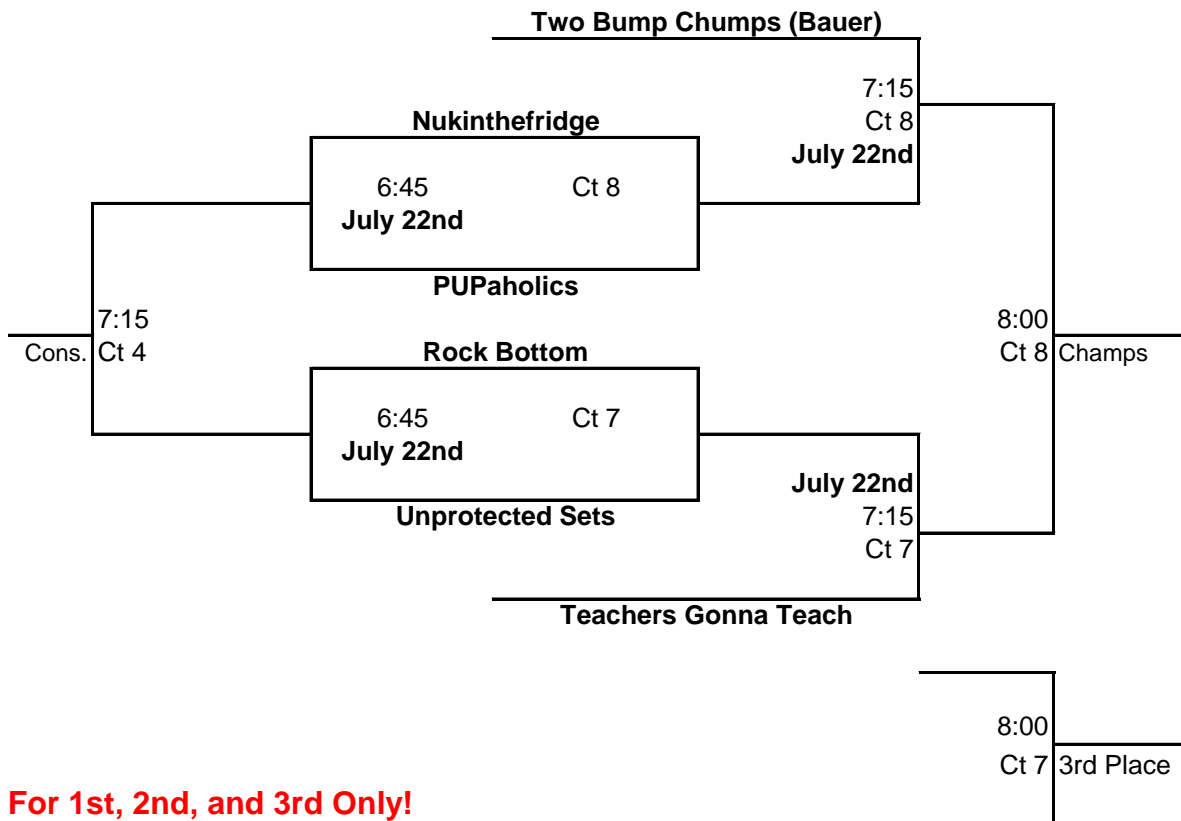 Two Bump Chumps (Bauer)
7:15
Ct 8
July 22nd
Nukinthefridge
6:45 Ct 8
July 22nd
PUPaholics
7:15
Cons. Ct 4
8:00
Ct 8 Champs
Rock Bottom
6:45 Ct 7
July 22nd
Unprotected Sets
July 22nd
7:15
Ct 7
Teachers Gonna Teach
8:00
Ct 7 3rd Place
For 1st, 2nd, and 3rd Only!